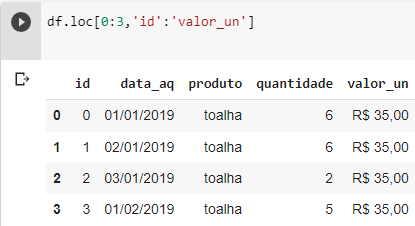 df.loc[0:3,'id':'valor_un']
id data_aq produto quantidade valor_un
0 0 01/01/2019 toalha 6 R$ 35,00
1 1 02/01/2019 toalha 6 R$ 35,00
2 2 03/01/2019 toalha 2 R$ 35,00
3 3 01/02/2019 toalha 5 R$ 35,00